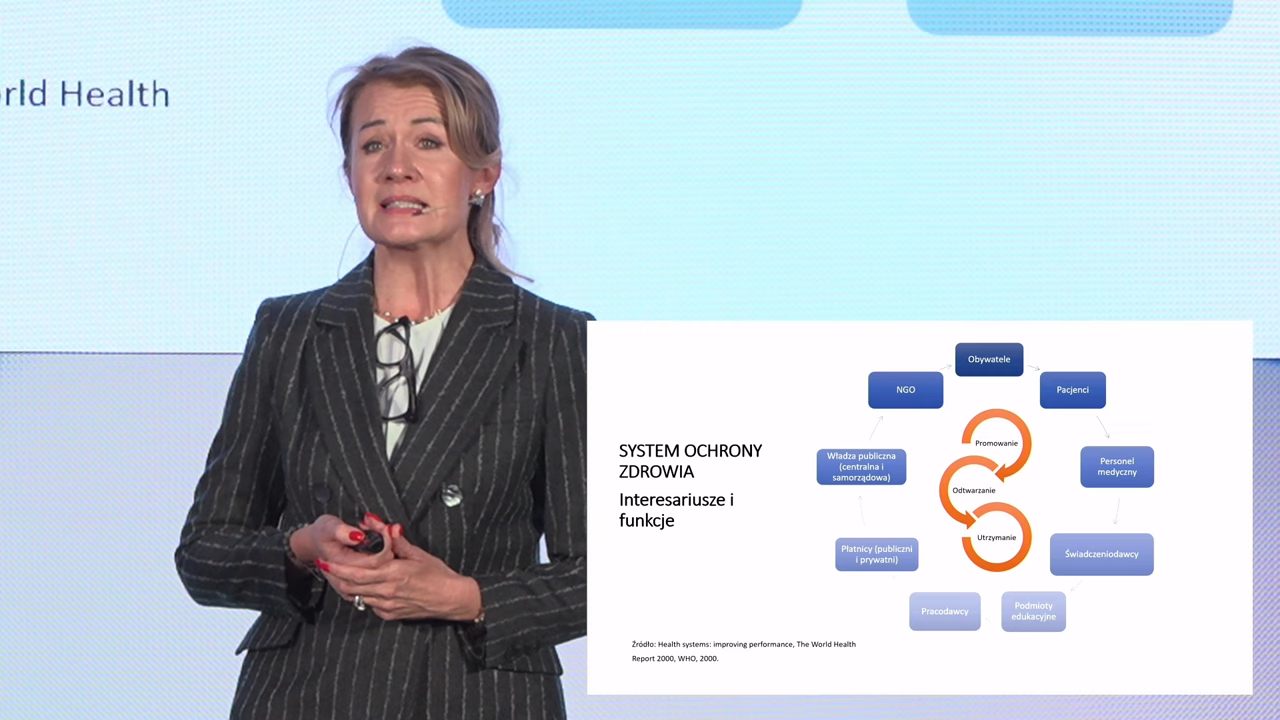 rld Health
SYSTEM OCHRONY
ZDROWIA
Interesariusze i
funkcje
Obywatele
Pacjenci
Personel
medyczny
Świadczeniodawcy
Podmioty
edukacyjne
Pracodawcy
Płatnicy (publiczni
i prywatni)
Władza publiczna
(centralna i
samorządowa)
NGO
Promowanie
Odtwarzanie
Utrzymanie
Źródło: Health systems: improving performance, The World Health
Report 2000, WHO, 2000.